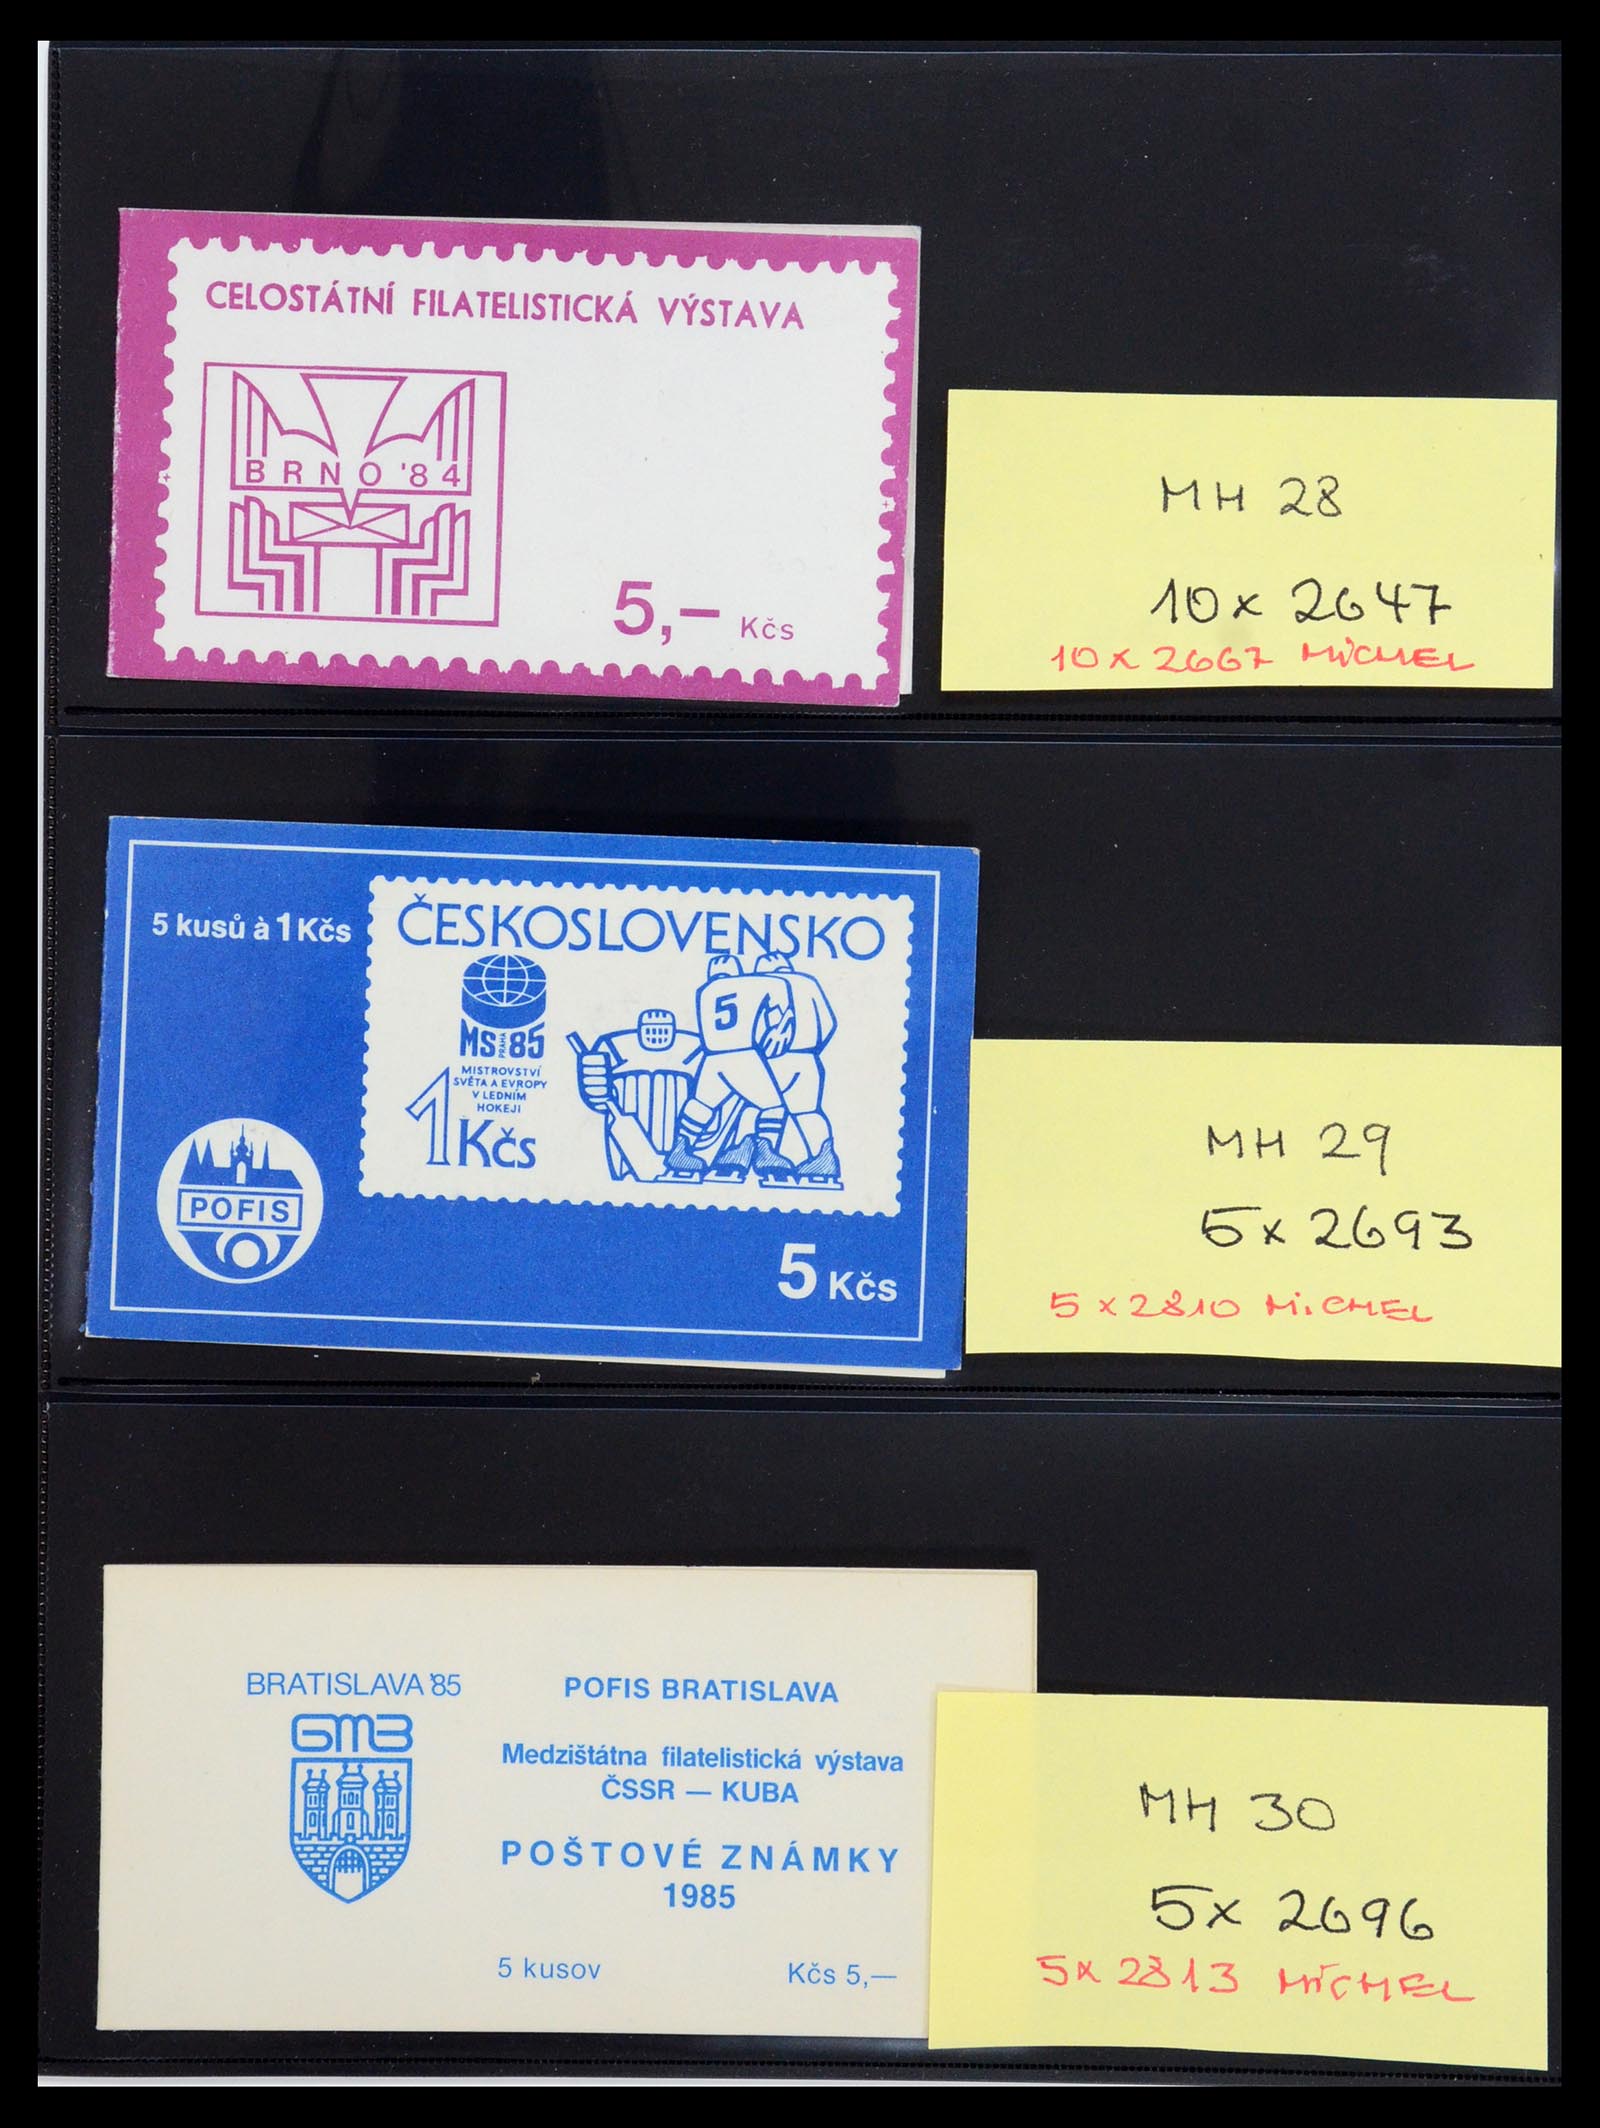 CELOSTÁTNÍ FILATELISTICKÁ VÝSTAVA
BRNO '84
5,– Kčs
MH 28
10x 2647
10x 2667 MICHEL
5 kusů à 1 Kčs
ČESKOSLOVENSKO
5
MS PRAHA 85
MISTROVSTVÍ
SVĚTA A EVROPY
V LEDNÍM
HOKEJI
1 Kčs
POFIS
5 Kčs
MH 29
5x 2693
5 x 2810 MICHEL
BRATISLAVA '85
GMB
POFIS BRATISLAVA
Medzištátna filatelistická výstava
ČSSR — KUBA
POŠTOVÉ ZNÁMKY
1985
5 kusov
Kčs 5,—
MH 30
5x 2696
5x 2813 MICHEL